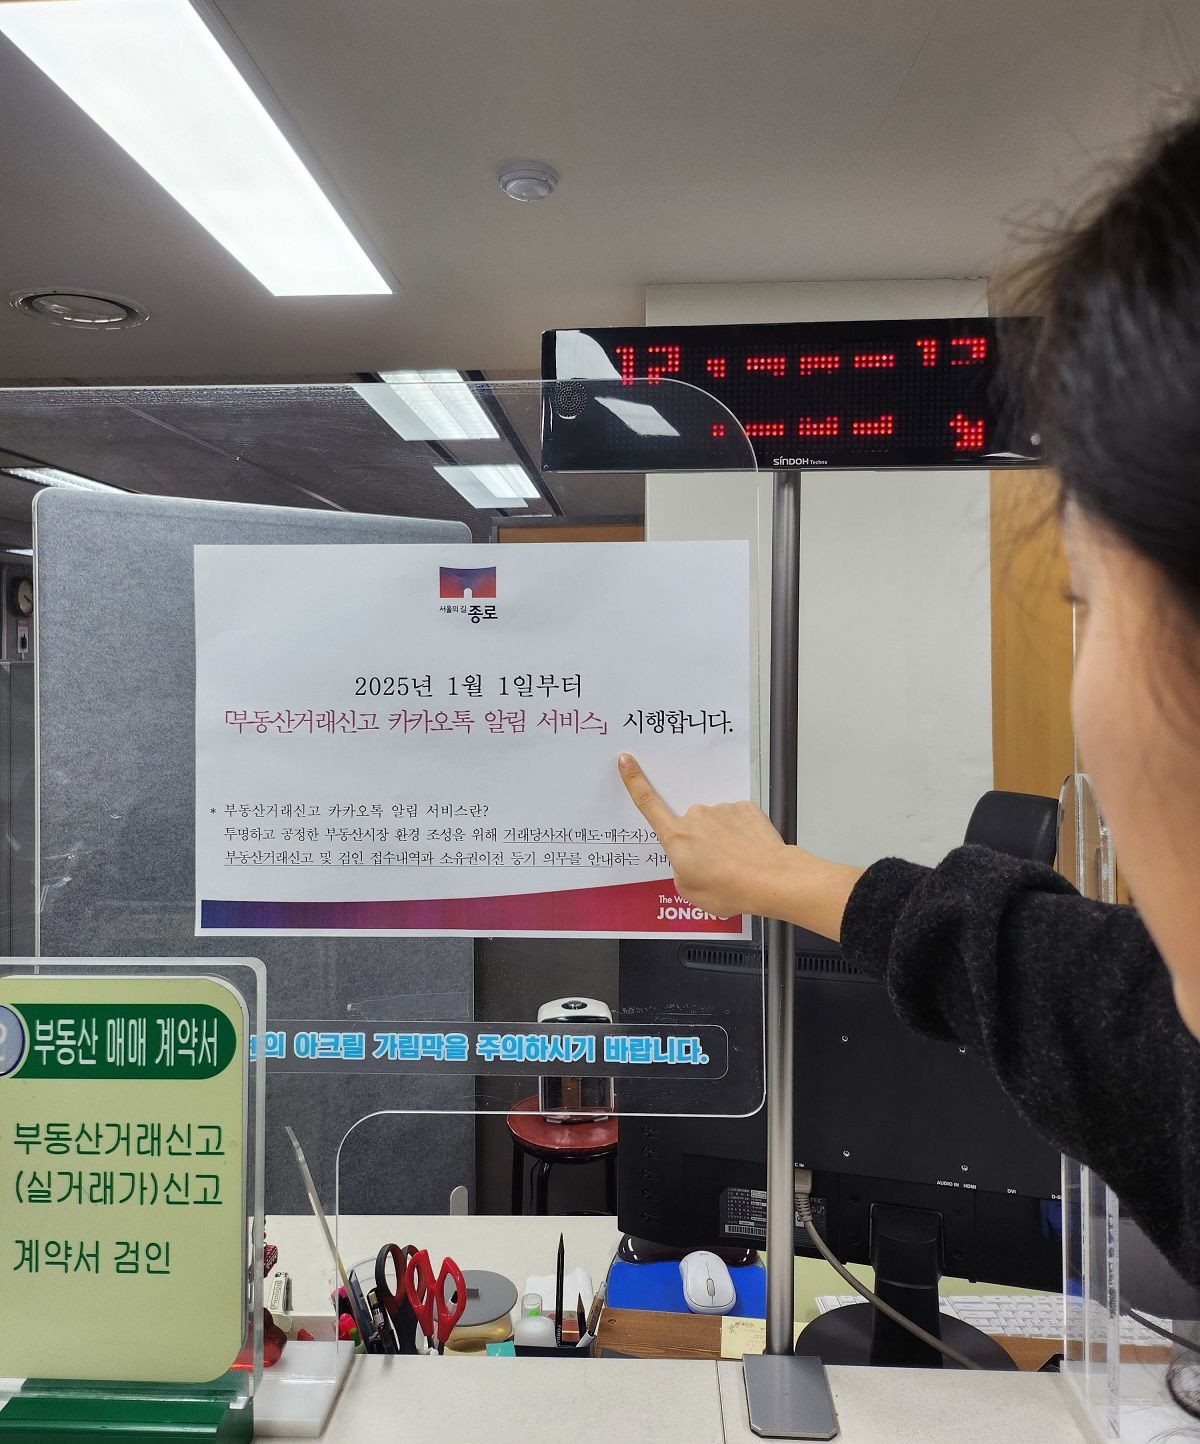 SINDOH Techno
서울의 길 종로
2025년 1월 1일부터
「부동산거래신고 카카오톡 알림 서비스」 시행합니다.
* 부동산거래신고 카카오톡 알림 서비스란?
투명하고 공정한 부동산시장 환경 조성을 위해 거래당사자(매도·매수자)
부동산거래신고 및 검인 접수내역과 소유권이전 등기 의무를 안내하는
The
JONGNO
아크릴 가림막을 주의하시기 바랍니다.
2 부동산 매매 계약서
부동산거래신고
(실거래가)신고
계약서 검인
AUDIO IN HDMI DVI